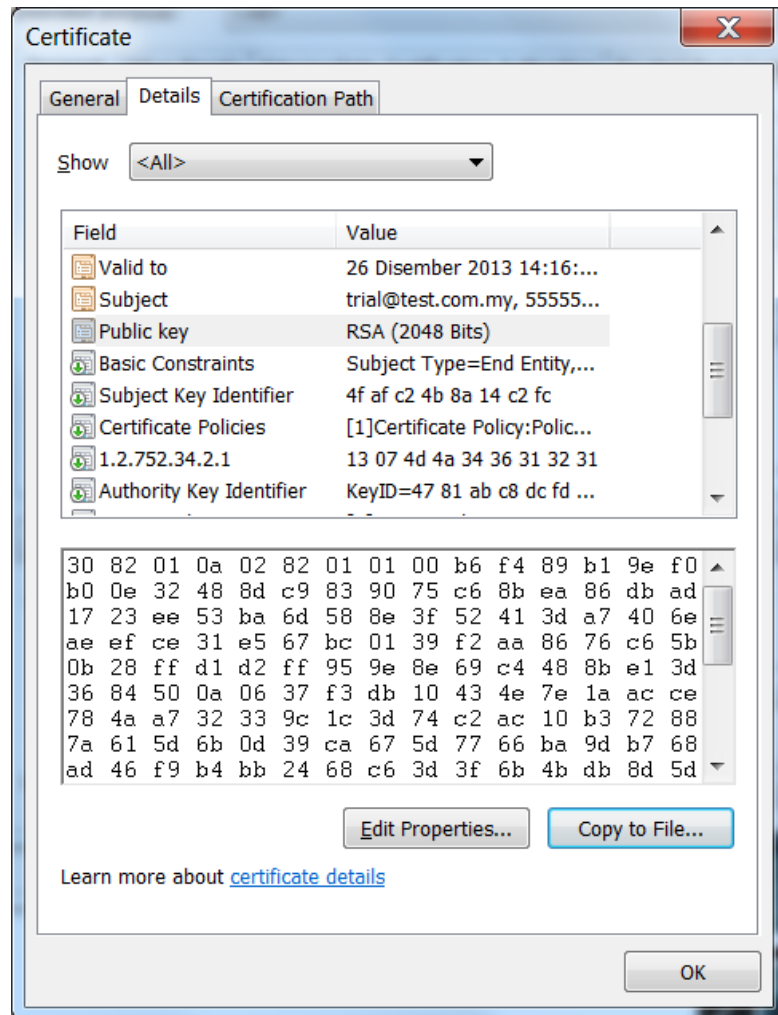 Certificate
General Details Certification Path
Show <All>
Field Value
Valid to 26 Disember 2013 14:16:...
Subject trial@test.com.my, 55555...
Public key RSA (2048 Bits)
Basic Constraints Subject Type=End Entity,...
Subject Key Identifier 4f af c2 4b 8a 14 c2 fc
Certificate Policies [1]Certificate Policy:Polic...
1.2.752.34.2.1 13 07 4d 4a 34 36 31 32 31
Authority Key Identifier KeyID=47 81 ab c8 dc fd ...
30 82 01 0a 02 82 01 01 00 b6 f4 89 b1 9e f0
b0 0e 32 48 8d c9 83 90 75 c6 8b ea 86 db ad
17 23 ee 53 ba 6d 58 8e 3f 52 41 3d a7 40 6e
ae ef ce 31 e5 67 bc 01 39 f2 aa 86 76 c6 5b
0b 28 ff d1 d2 ff 95 9e 8e 69 c4 48 8b e1 3d
36 84 50 0a 06 37 f3 db 10 43 4e 7e 1a ac ce
78 4a a7 32 33 9c 1c 3d 74 c2 ac 10 b3 72 88
7a 61 5d 6b 0d 39 ca 67 5d 77 66 ba 9d b7 68
ad 46 f9 b4 bb 24 68 c6 3d 3f 6b 4b db 8d 5d
Edit Properties... Copy to File...
Learn more about certificate details
OK